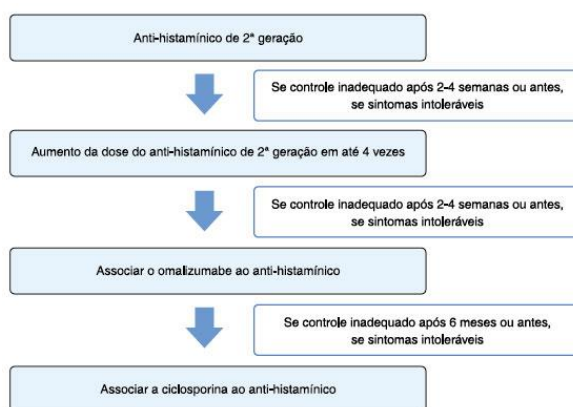 Anti-histamínico de 2ª geração
Se controle inadequado após 2-4 semanas ou antes,
se sintomas intoleráveis
Aumento da dose do anti-histamínico de 2ª geração em até 4 vezes
Se controle inadequado após 2-4 semanas ou antes,
se sintomas intoleráveis
Associar o omalizumabe ao anti-histamínico
Se controle inadequado após 6 meses ou antes,
se sintomas intoleráveis
Associar a ciclosporina ao anti-histamínico